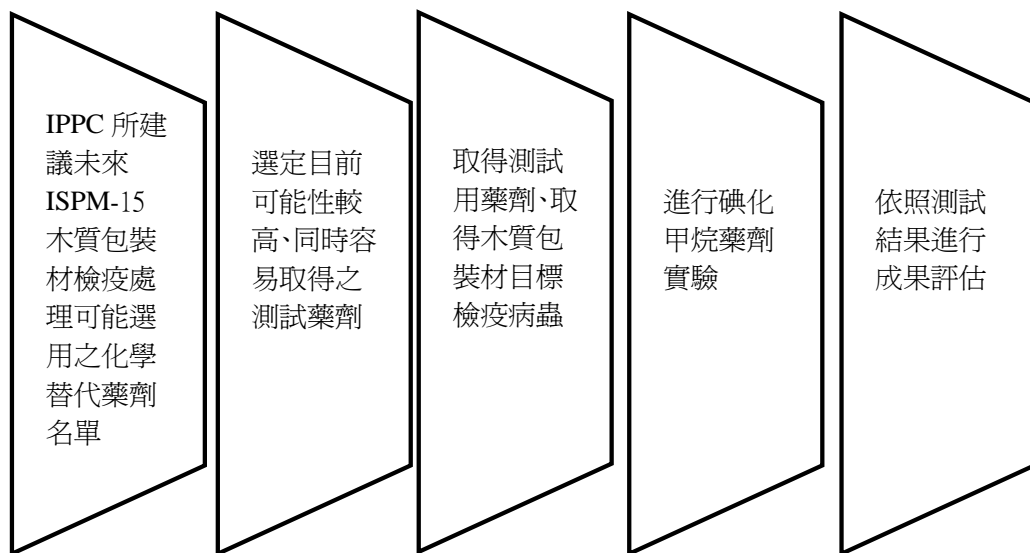 IPPC 所建
議未來
ISPM-15
木質包裝
材檢疫處
理可能選
用之化學
替代藥劑
名單
選定目前
可能性較
高、同時容
易取得之
測試藥劑
取得測試
用藥劑、取
得木質包
裝材目標
檢疫病蟲
進行碘化
甲烷藥劑
實驗
依照測試
結果進行
成果評估